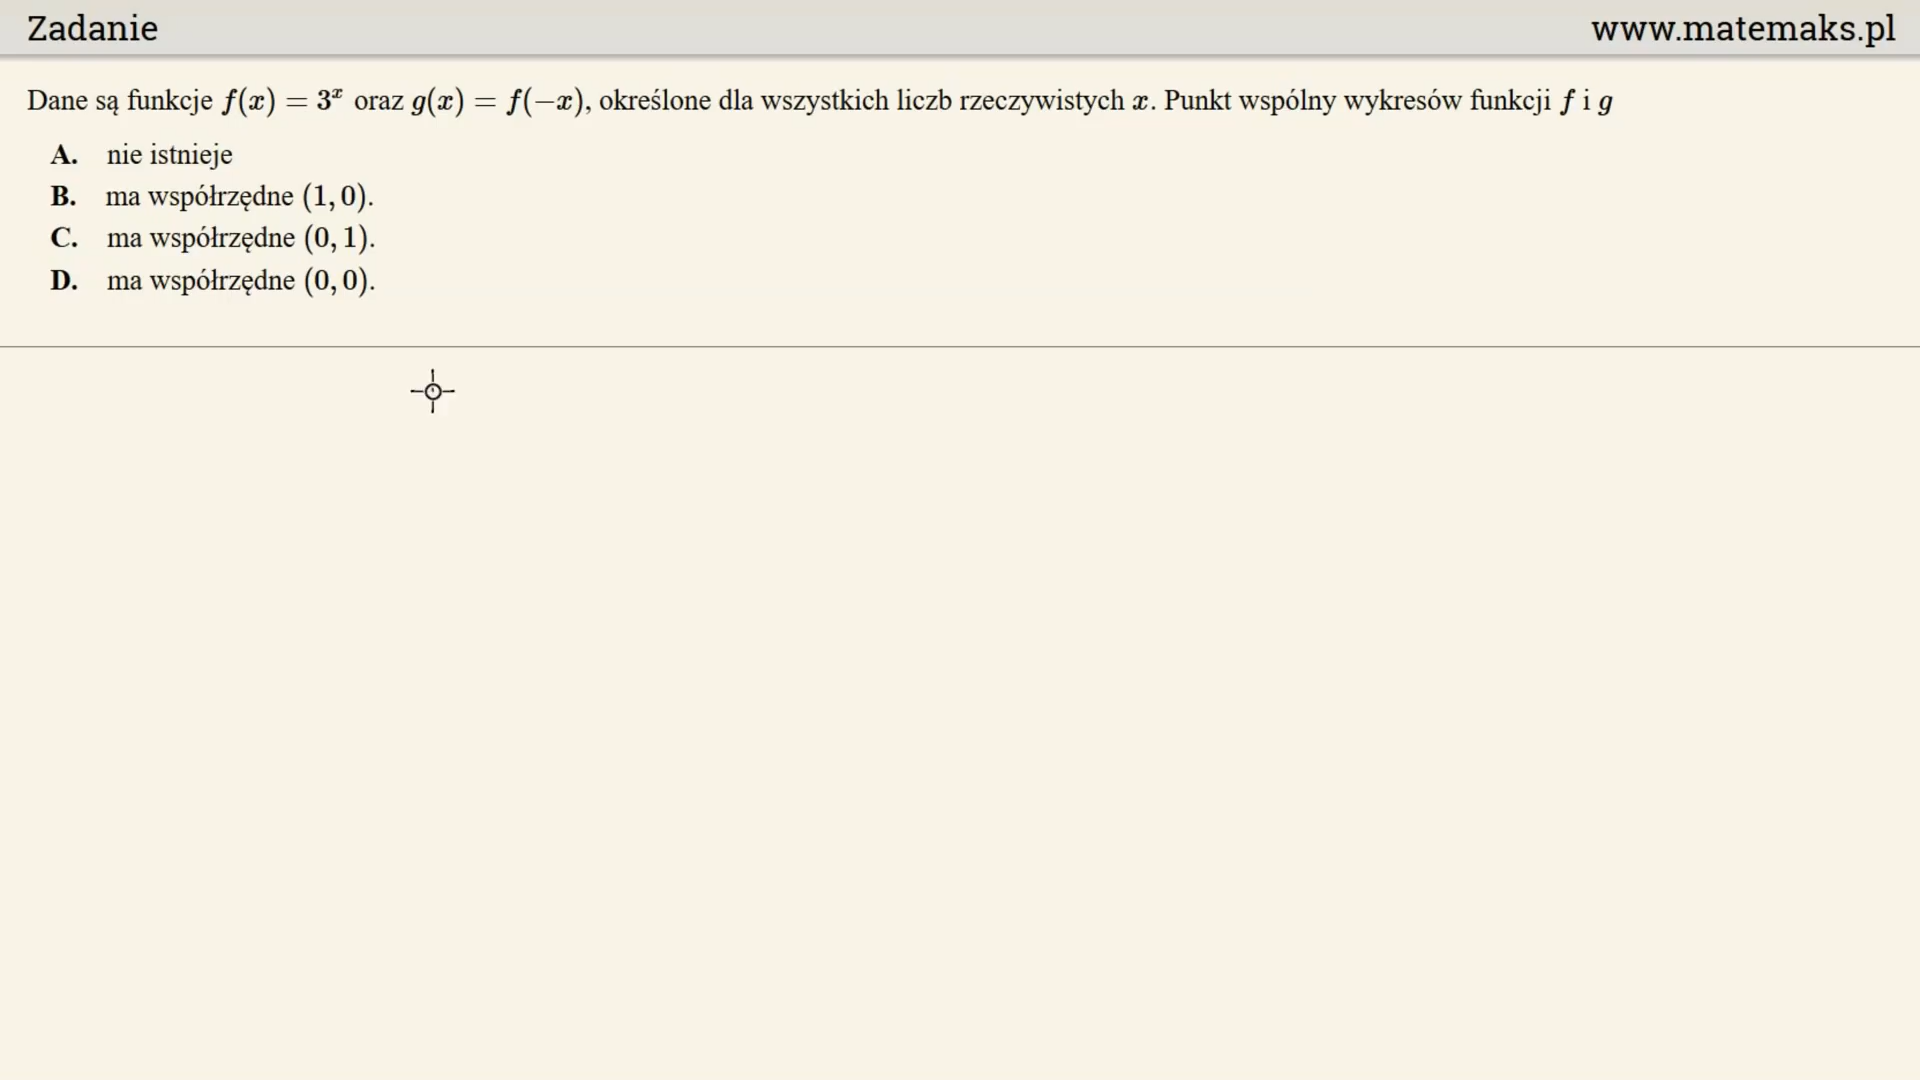 Zadanie
www.matemaks.pl
Dane są funkcje f(x) = 3^x oraz g(x) = f(−x), określone dla wszystkich liczb rzeczywistych x. Punkt wspólny wykresów funkcji f i g
A. nie istnieje
B. ma współrzędne (1, 0).
C. ma współrzędne (0, 1).
D. ma współrzędne (0, 0).